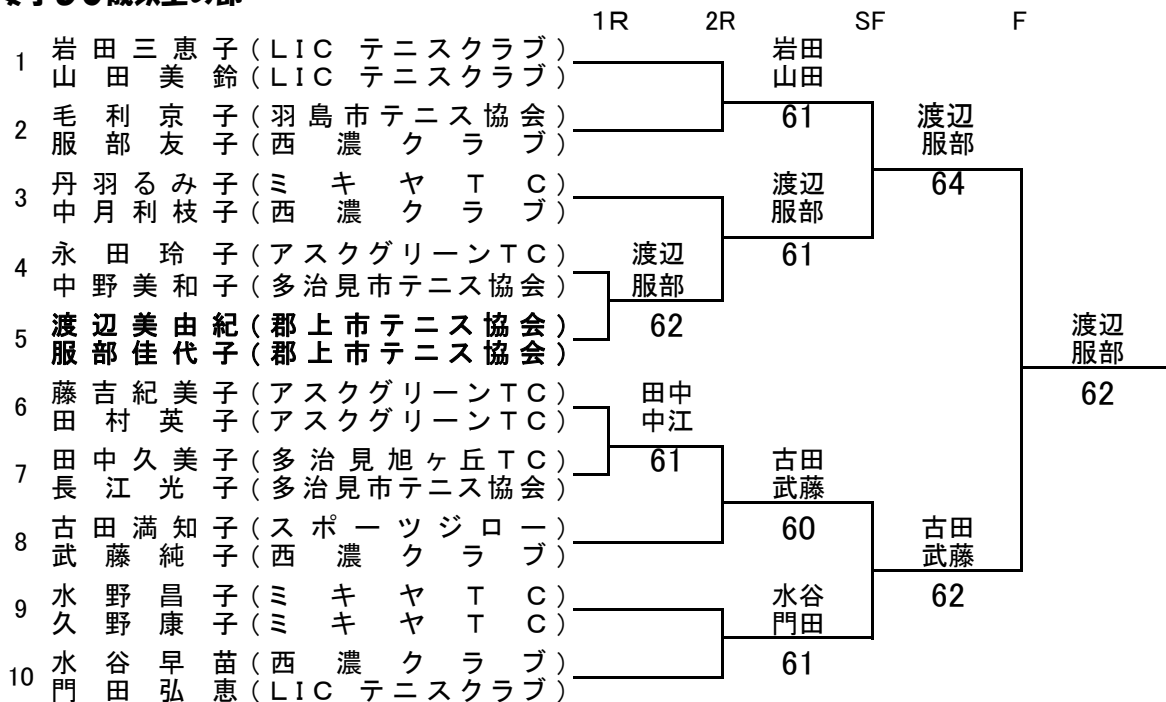 1R 2R SF F
1 岩田三恵子(LIC テニスクラブ)
山田美鈴(LIC テニスクラブ)
2 毛利京子(羽島市テニス協会)
服部友子(西濃クラブ)
3 丹羽るみ子(ミキヤTC)
中月利枝子(西濃クラブ)
4 永田玲子(アスクグリーンTC)
中野美和子(多治見市テニス協会)
5 渡辺美由紀(郡上市テニス協会)
服部佳代子(郡上市テニス協会)
6 藤吉紀美子(アスクグリーンTC)
田村英子(アスクグリーンTC)
7 田中久美子(多治見旭ヶ丘TC)
長江光子(多治見市テニス協会)
8 古田満知子(スポーツジロー)
武藤純子(西濃クラブ)
9 水野昌子(ミキヤTC)
久野康子(ミキヤTC)
10 水谷早苗(西濃クラブ)
門田弘恵(LIC テニスクラブ)
渡辺
服部
62
田中
中江
61
岩田
山田
61
渡辺
服部
61
古田
武藤
60
水谷
門田
61
渡辺
服部
64
古田
武藤
62
渡辺
服部
62